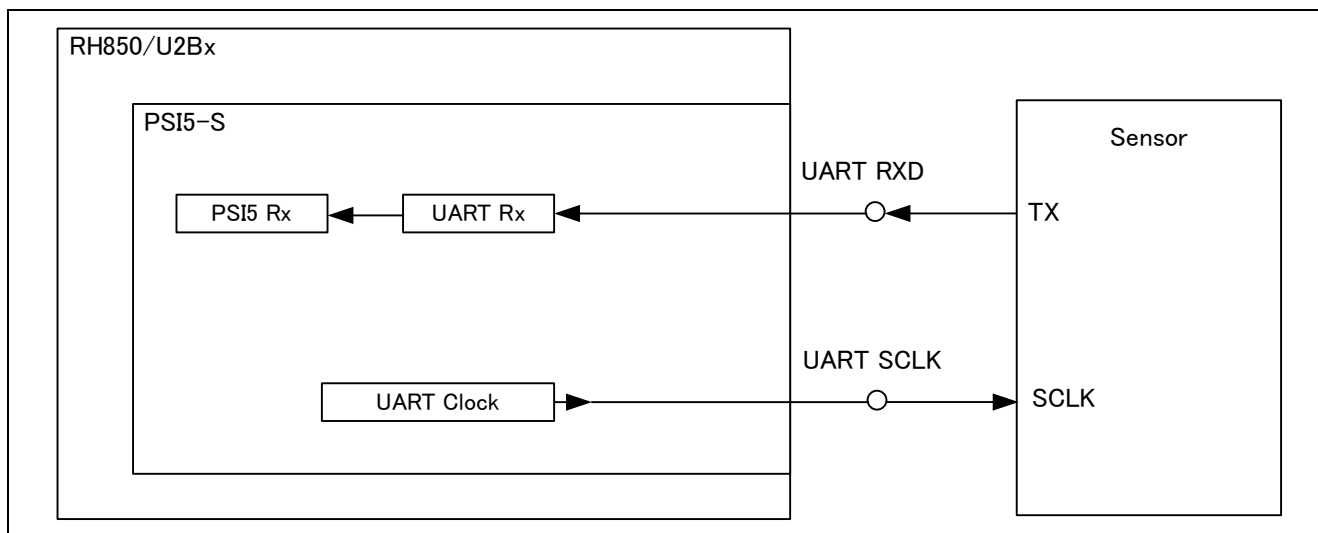 RH850/U2Bx
PSI5-S
Sensor
UART RXD
PSI5 Rx
UART Rx
TX
UART SCLK
UART Clock
SCLK